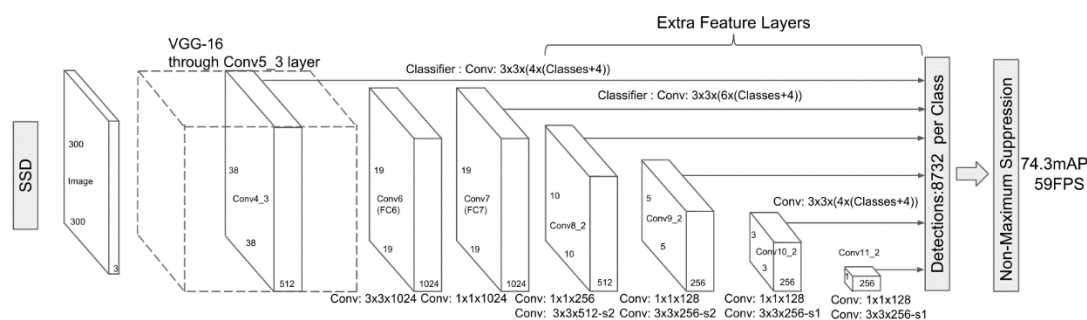 Extra Feature Layers
VGG-16
through Conv5_3 layer
Classifier : Conv: 3x3x(4x(Classes+4))
Classifier : Conv: 3x3x(6x(Classes+4))
SSD
300
Image
300
3
38
Conv4_3
38
512
19
Conv6
(FC6)
19
1024
19
Conv7
(FC7)
19
1024
10
Conv8_2
10
512
5
Conv9_2
5
256
Conv: 3x3x(4x(Classes+4))
3
Conv10_2
3
256
Conv11_2
1
256
Detections:8732 per Class
Non-Maximum Suppression
74.3mAP
59FPS
Conv: 3x3x1024
Conv: 1x1x1024
Conv: 1x1x256
Conv: 3x3x512-s2
Conv: 1x1x128
Conv: 3x3x256-s2
Conv: 1x1x128
Conv: 3x3x256-s1
Conv: 1x1x128
Conv: 3x3x256-s1